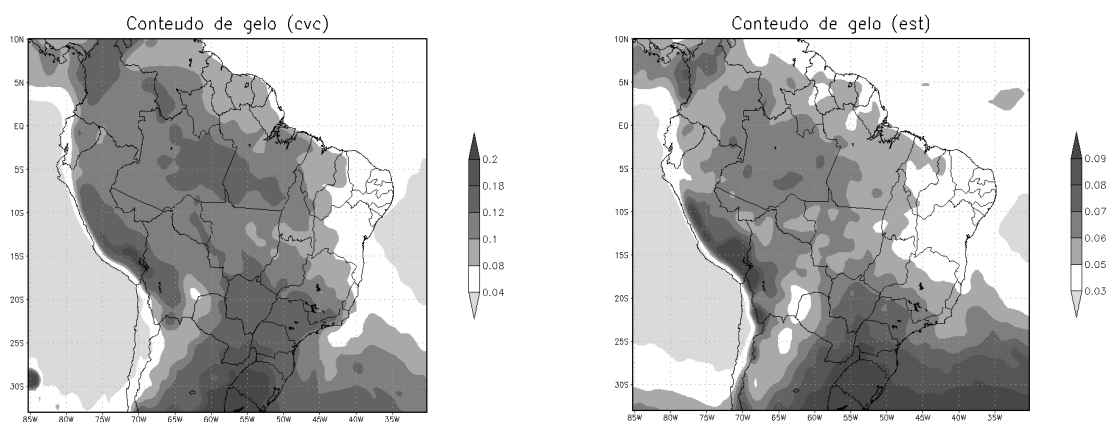 Conteudo de gelo (cvc)
10N
5N
EQ
5S
10S
15S
20S
25S
30S
85W 80W 75W 70W 65W 60W 55W 50W 45W 40W 35W
0.2
0.18
0.12
0.1
0.08
0.04
Conteudo de gelo (est)
10N
5N
EQ
5S
10S
15S
20S
25S
30S
85W 80W 75W 70W 65W 60W 55W 50W 45W 40W 35W
0.09
0.08
0.07
0.06
0.05
0.03